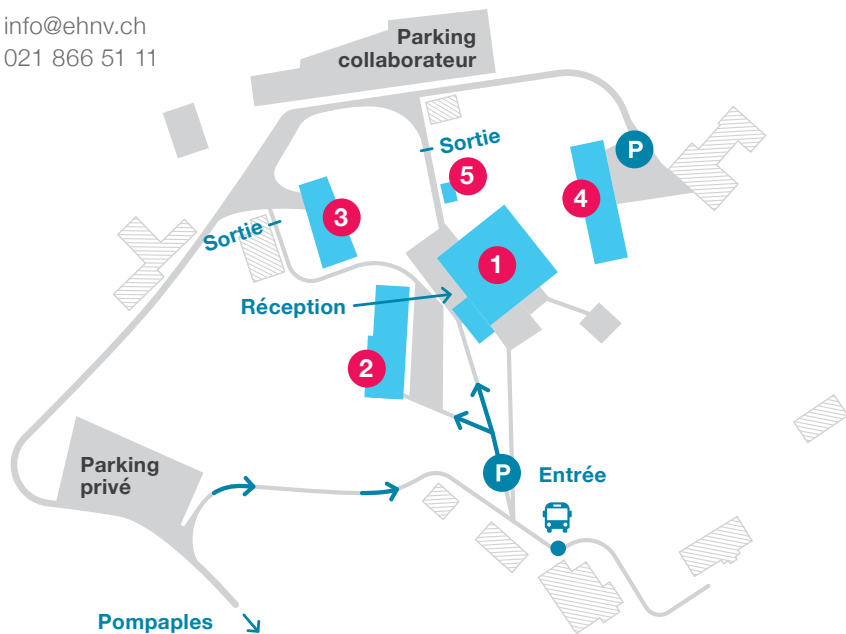 info@ehnv.ch
021 866 51 11
Parking
collaborateur
Sortie
P
5
4
3
Sortie
1
Réception
2
Parking
privé
P
Entrée
Pompaples